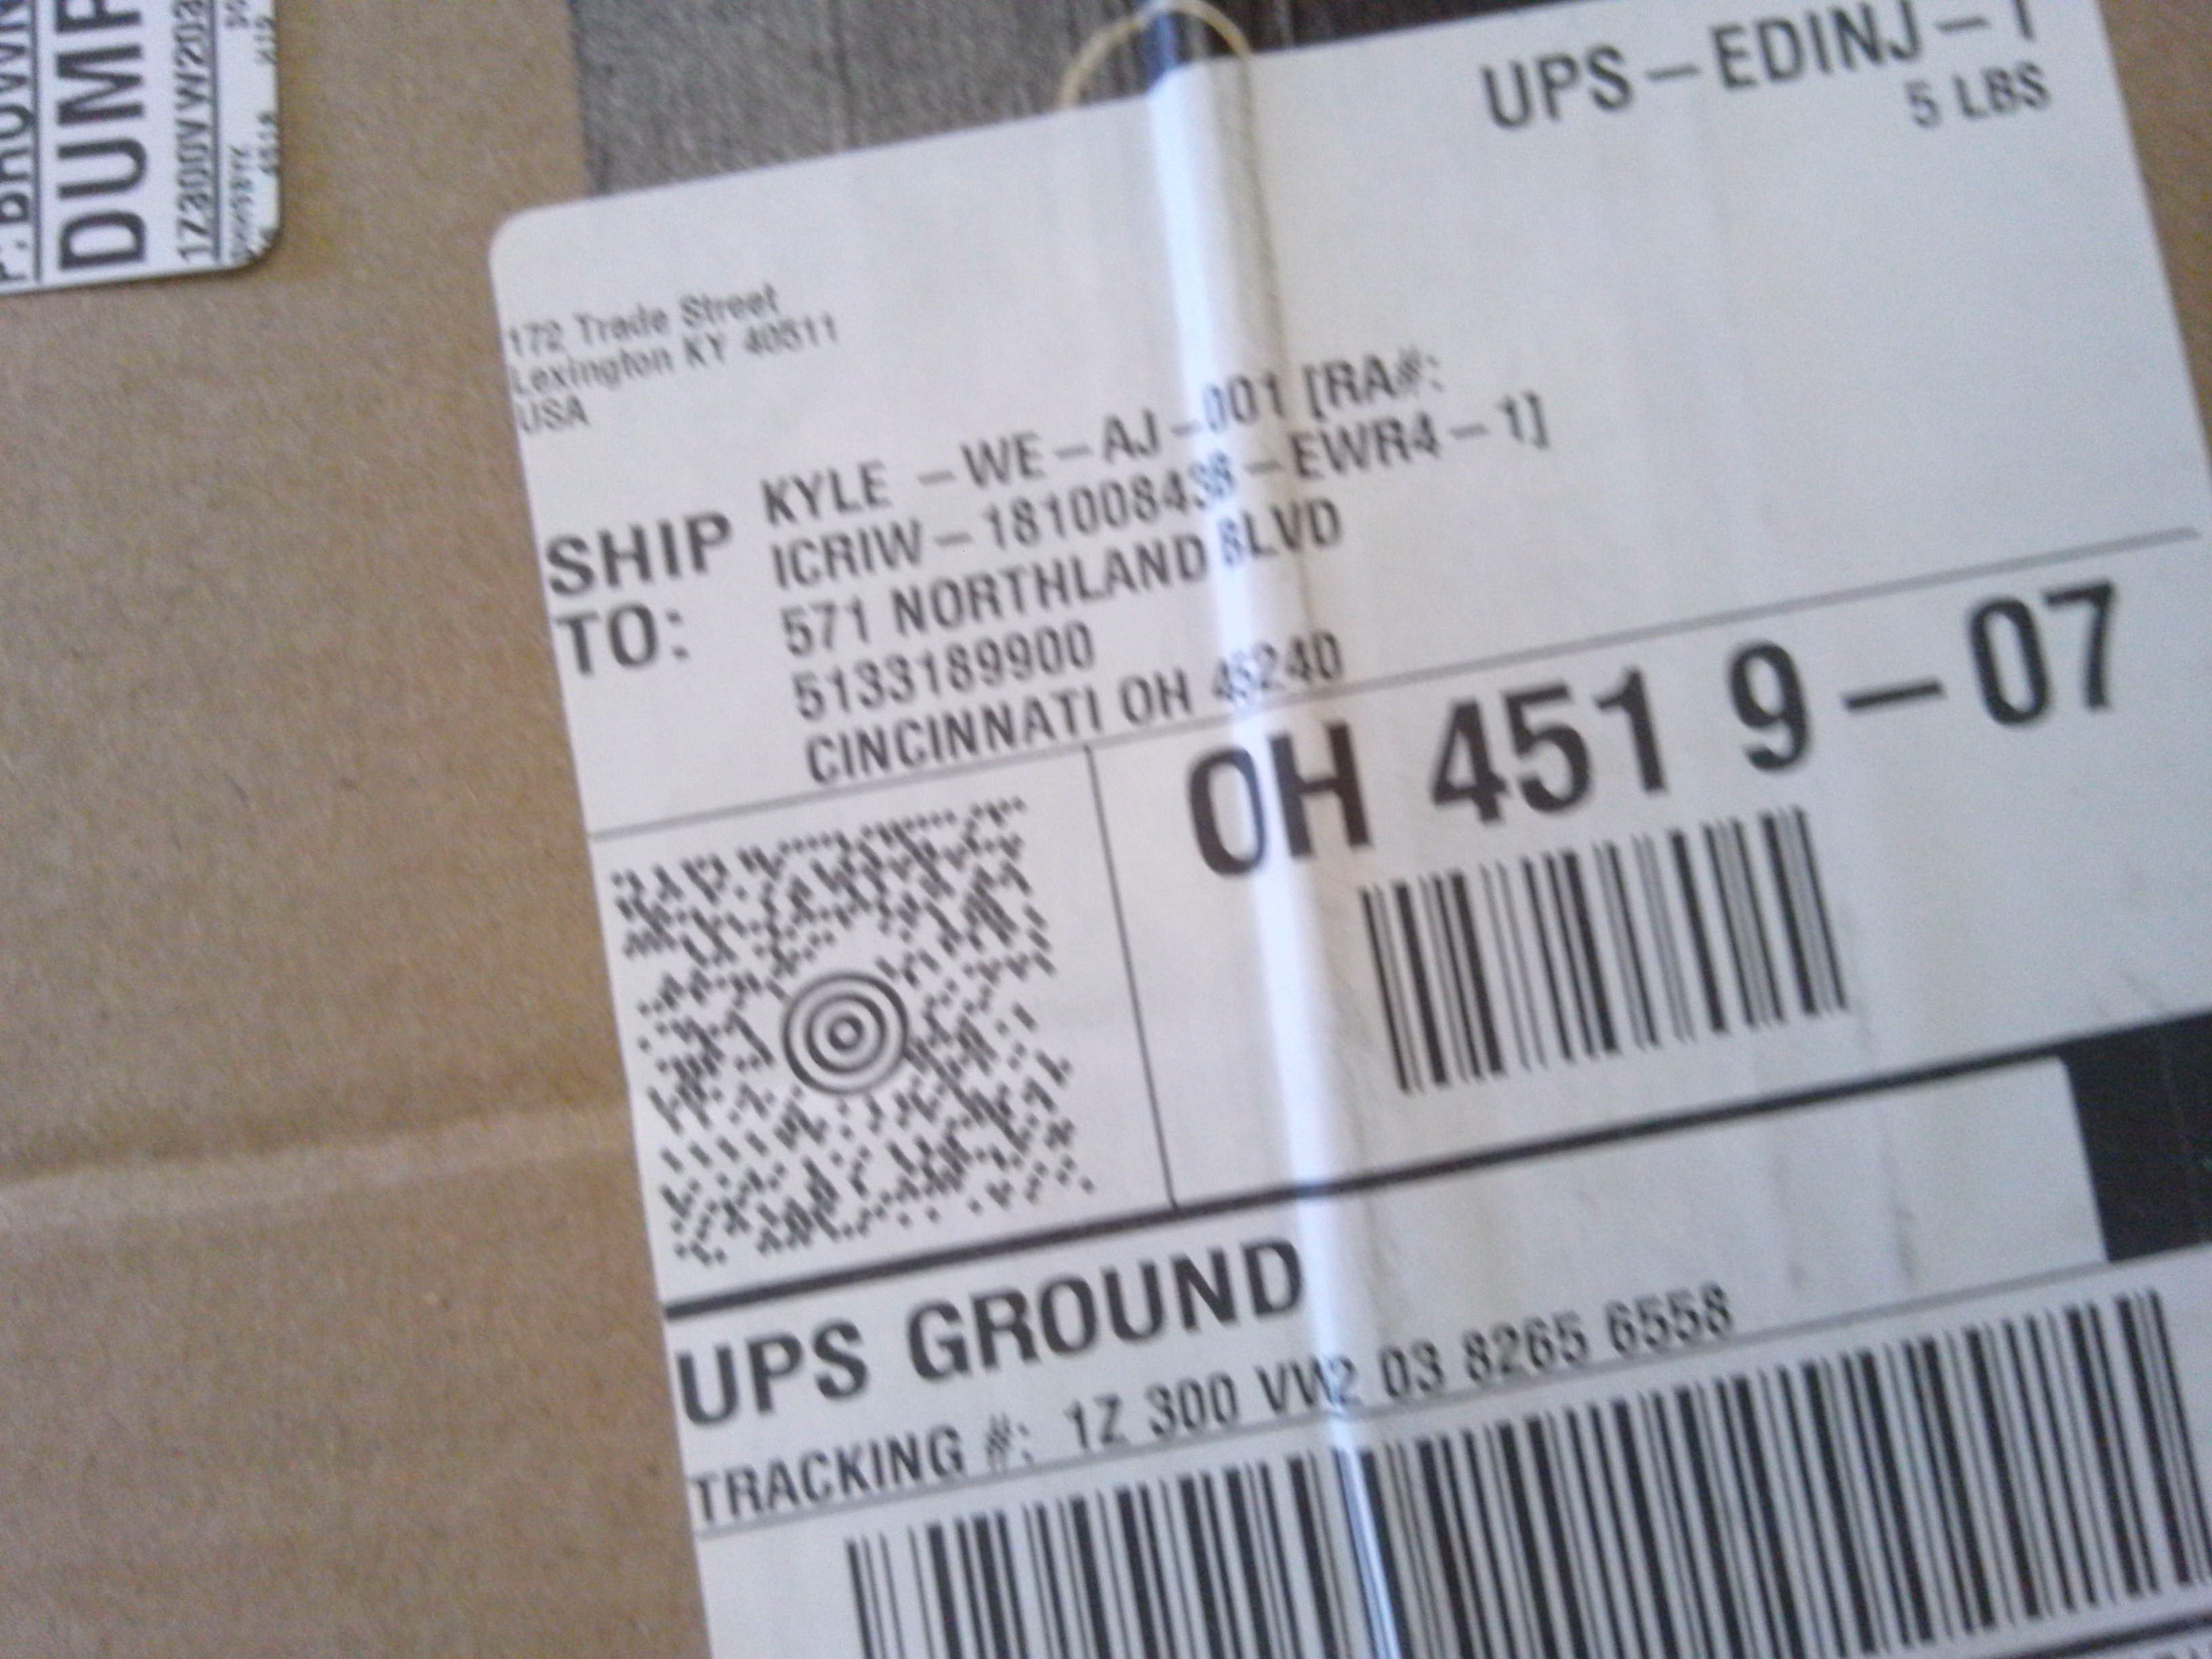 DUMP
1Z300VW203
UPS-EDINJ-1
5 LBS
172 Trade Street
Lexington KY 40511
USA
SHIP TO:
KYLE -WE-AJ-001 [RA#:
ICRIW-181008438-EWR4-1]
571 NORTHLAND BLVD
5133189900
CINCINNATI OH 45240
OH 451 9-07
UPS GROUND
TRACKING #: 1Z 300 VW2 03 8265 6558